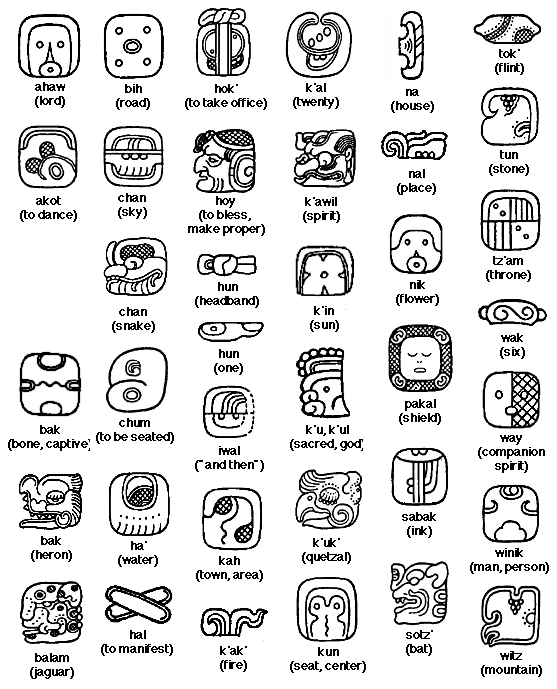 ahaw
(lord)
akot
(to dance)
bak
(bone, captive)
bak
(heron)
balam
(jaguar)
bih
(road)
chan
(sky)
chan
(snake)
chum
(to be seated)
ha'
(water)
hal
(to manifest)
hok'
(to take office)
hoy
(to bless,
make proper)
hun
(headband)
hun
(one)
iwal
("and then")
kah
(town, area)
k'ak'
(fire)
k'al
(twenty)
k'awil
(spirit)
k'in
(sun)
k'u, k'ul
(sacred, god)
k'uk'
(quetzal)
kun
(seat, center)
na
(house)
nal
(place)
nik
(flower)
pakal
(shield)
sabak
(ink)
sotz'
(bat)
tok'
(flint)
tun
(stone)
tz'am
(throne)
wak
(six)
way
(companion
spirit)
winik
(man, person)
witz
(mountain)